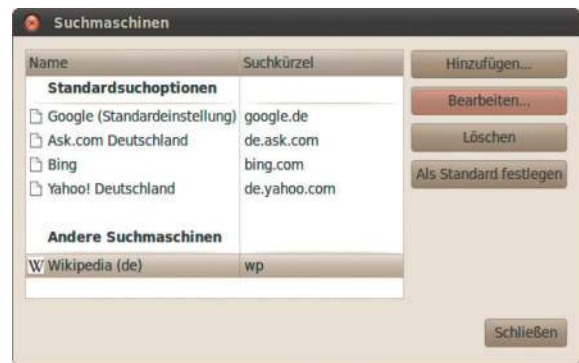 Suchmaschinen
Name Suchkürzel
Standardsuchoptionen
Google (Standardeinstellung) google.de
Ask.com Deutschland de.ask.com
Bing bing.com
Yahoo! Deutschland de.yahoo.com
Andere Suchmaschinen
W Wikipedia (de) wp
Hinzufügen...
Bearbeiten...
Löschen
Als Standard festlegen
Schließen